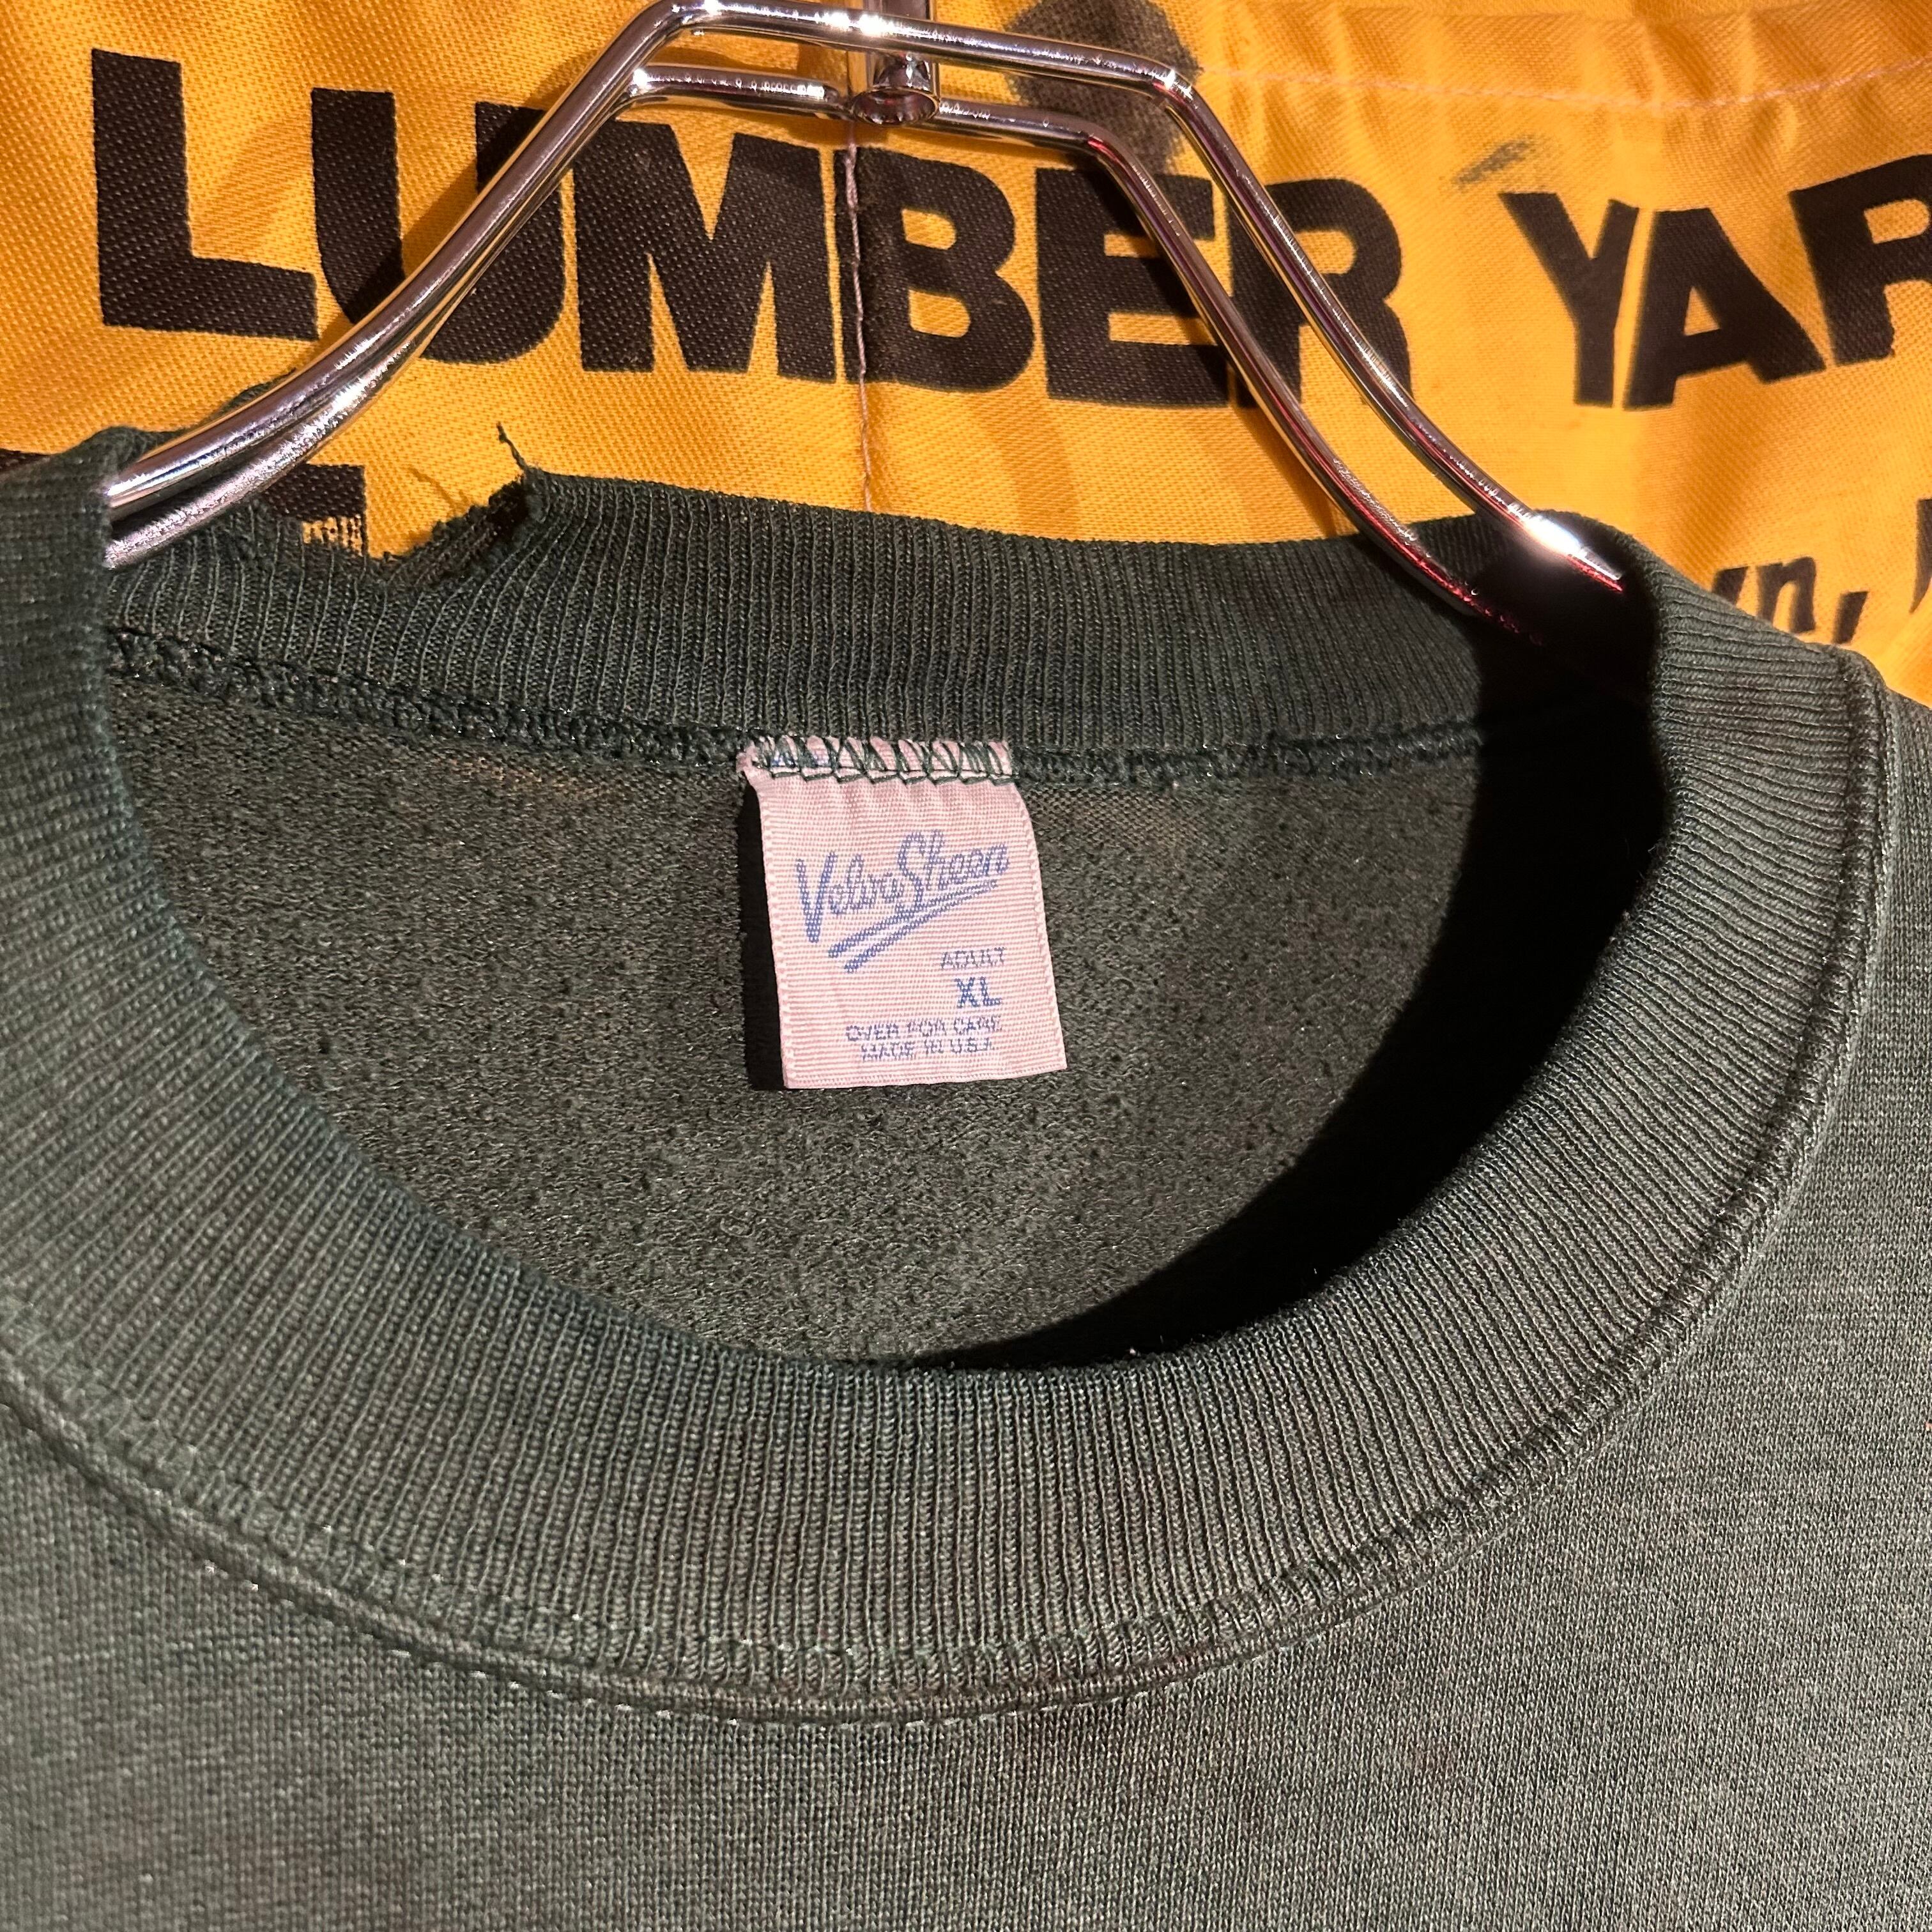 LUMBER YAR
Velva Sheen
ADULT
XL
OVER FOR CARE
MADE IN U.S.A.